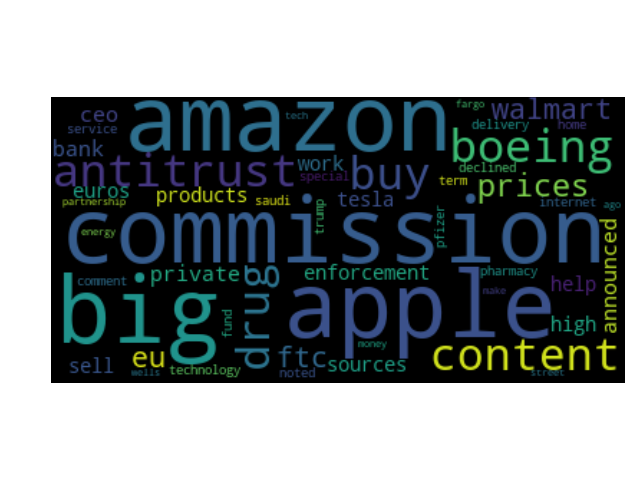 ceo
amazon
tech
fargo
walmart
service
delivery
home
bank
boeing
antitrust
work
buy
declined
special
term
prices
euros
products
saudi
tesla
partnership
internet
ago
trump
commission
pfizer
energy
announced
private
enforcement
pharmacy
comment
big
drug
apple
help
make
fund
high
money
content
eu
ftc
sources
sell
wells
technology
noted
street